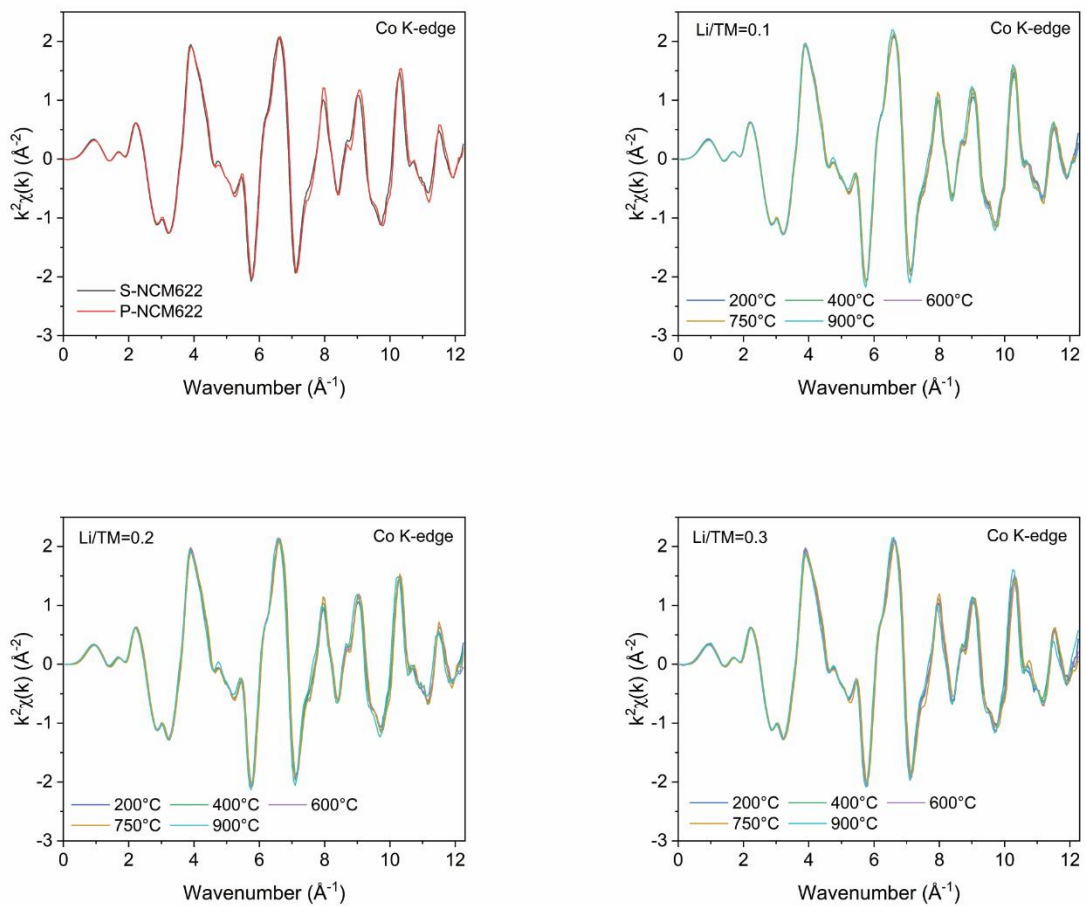 Co K-edge
2
1
0
-1
-2
-3
k²χ(k) (Å⁻²)
S-NCM622
P-NCM622
0 2 4 6 8 10 12
Wavenumber (Å⁻¹)
Li/TM=0.1 Co K-edge
2
1
0
-1
-2
-3
k²χ(k) (Å⁻²)
200°C 400°C 600°C
750°C 900°C
0 2 4 6 8 10 12
Wavenumber (Å⁻¹)
Li/TM=0.2 Co K-edge
2
1
0
-1
-2
-3
k²χ(k) (Å⁻²)
200°C 400°C 600°C
750°C 900°C
0 2 4 6 8 10 12
Wavenumber (Å⁻¹)
Li/TM=0.3 Co K-edge
2
1
0
-1
-2
-3
k²χ(k) (Å⁻²)
200°C 400°C 600°C
750°C 900°C
0 2 4 6 8 10 12
Wavenumber (Å⁻¹)